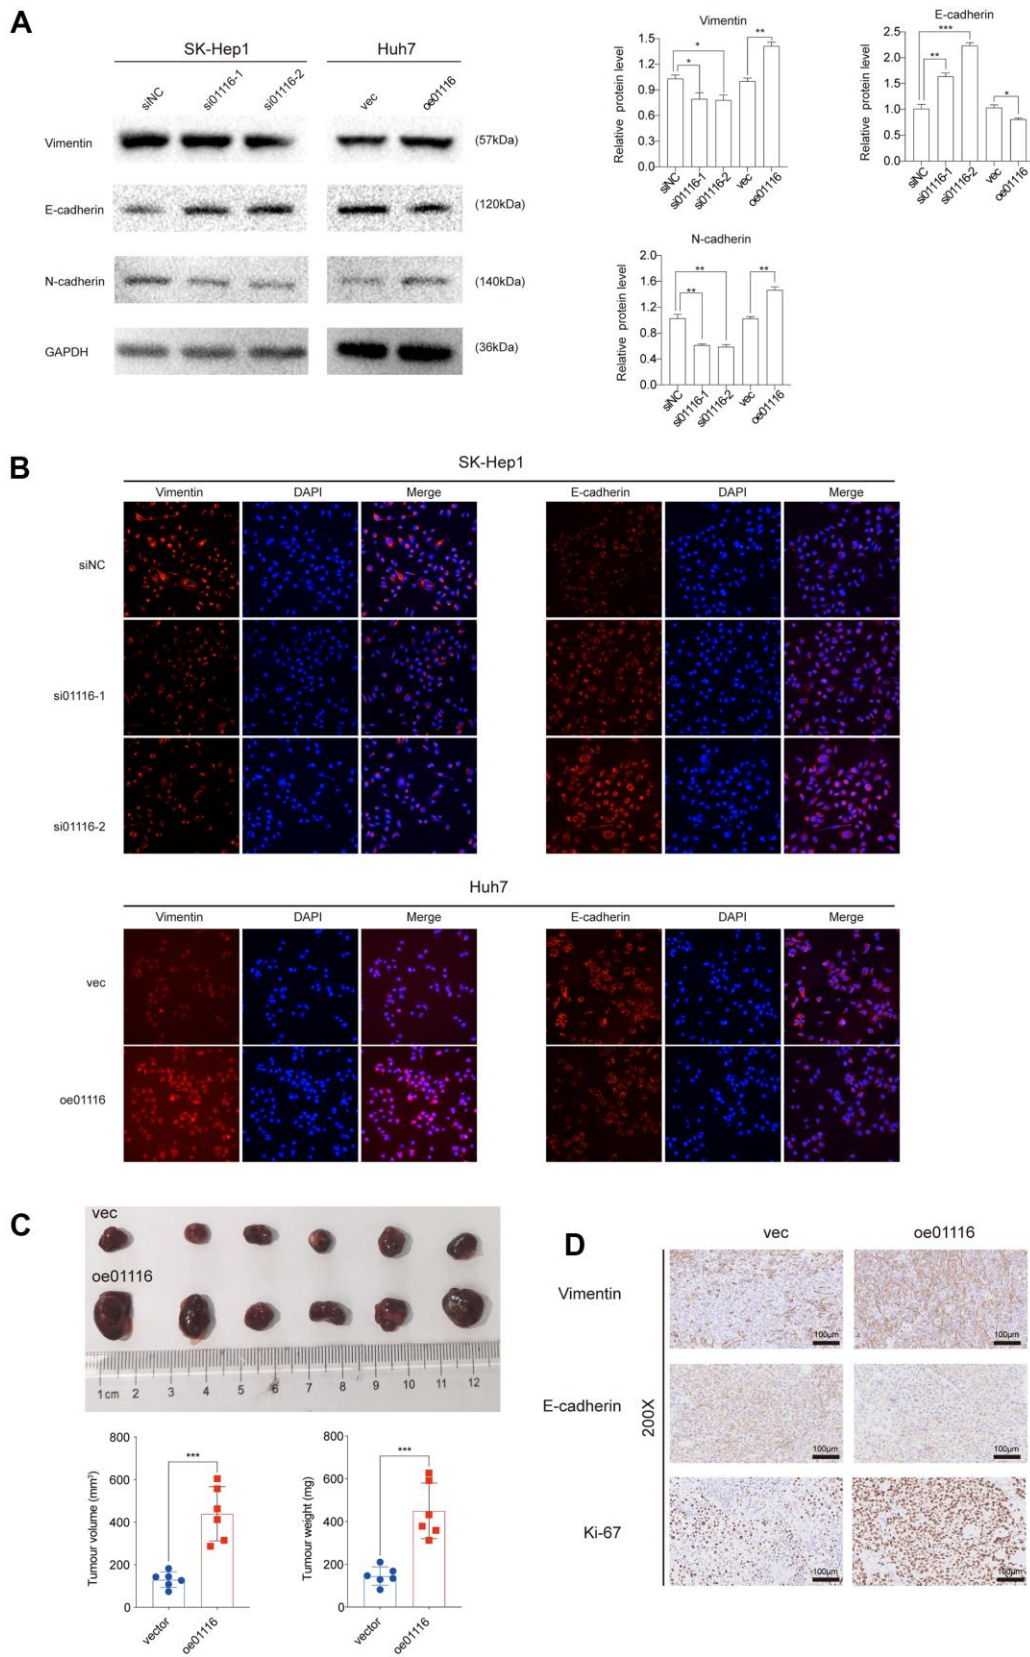 A
SK-Hep1
Huh7
siNC
si01116-1
si01116-2
vec
oe01116
Vimentin
(57kDa)
E-cadherin
(120kDa)
N-cadherin
(140kDa)
GAPDH
(36kDa)
Vimentin
Relative protein level
1.5
1.2
0.9
0.6
0.3
0.0
*
*
**
siNC
si01116-1
si01116-2
vec
oe01116
E-cadherin
Relative protein level
2.5
2.0
1.5
1.0
0.5
0.0
***
**
*
siNC
si01116-1
si01116-2
vec
oe01116
N-cadherin
Relative protein level
2.0
1.6
1.2
0.8
0.4
0.0
**
**
**
siNC
si01116-1
si01116-2
vec
oe01116
B
SK-Hep1
Vimentin DAPI Merge E-cadherin DAPI Merge
siNC
si01116-1
si01116-2
Huh7
Vimentin DAPI Merge E-cadherin DAPI Merge
vec
oe01116
C
vec
oe01116
1cm 2 3 4 5 6 7 8 9 10 11 12
Tumour volume (mm³)
800
600
400
200
0
***
vector
oe01116
Tumour weight (mg)
800
600
400
200
0
***
vector
oe01116
D
vec oe01116
200X
Vimentin
100μm 100μm
E-cadherin
100μm 100μm
Ki-67
100μm 100μm